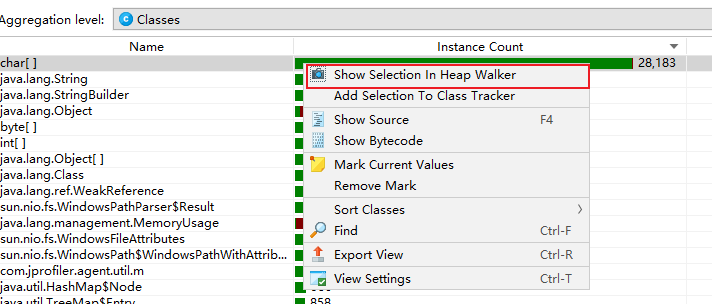 Aggregation level: Classes
Name Instance Count
char[ ] 28,183
java.lang.String
java.lang.StringBuilder
java.lang.Object
byte[ ]
int[ ]
java.lang.Object[ ]
java.lang.Class
java.lang.ref.WeakReference
sun.nio.fs.WindowsPathParser$Result
java.lang.management.MemoryUsage
sun.nio.fs.WindowsFileAttributes
sun.nio.fs.WindowsPath$WindowsPathWithAttrib...
com.jprofiler.agent.util.m
java.util.HashMap$Node
java.util.TreeMap$Entry 858
Show Selection In Heap Walker
Add Selection To Class Tracker
Show Source F4
Show Bytecode
Mark Current Values
Remove Mark
Sort Classes
Find Ctrl-F
Export View Ctrl-R
View Settings Ctrl-T